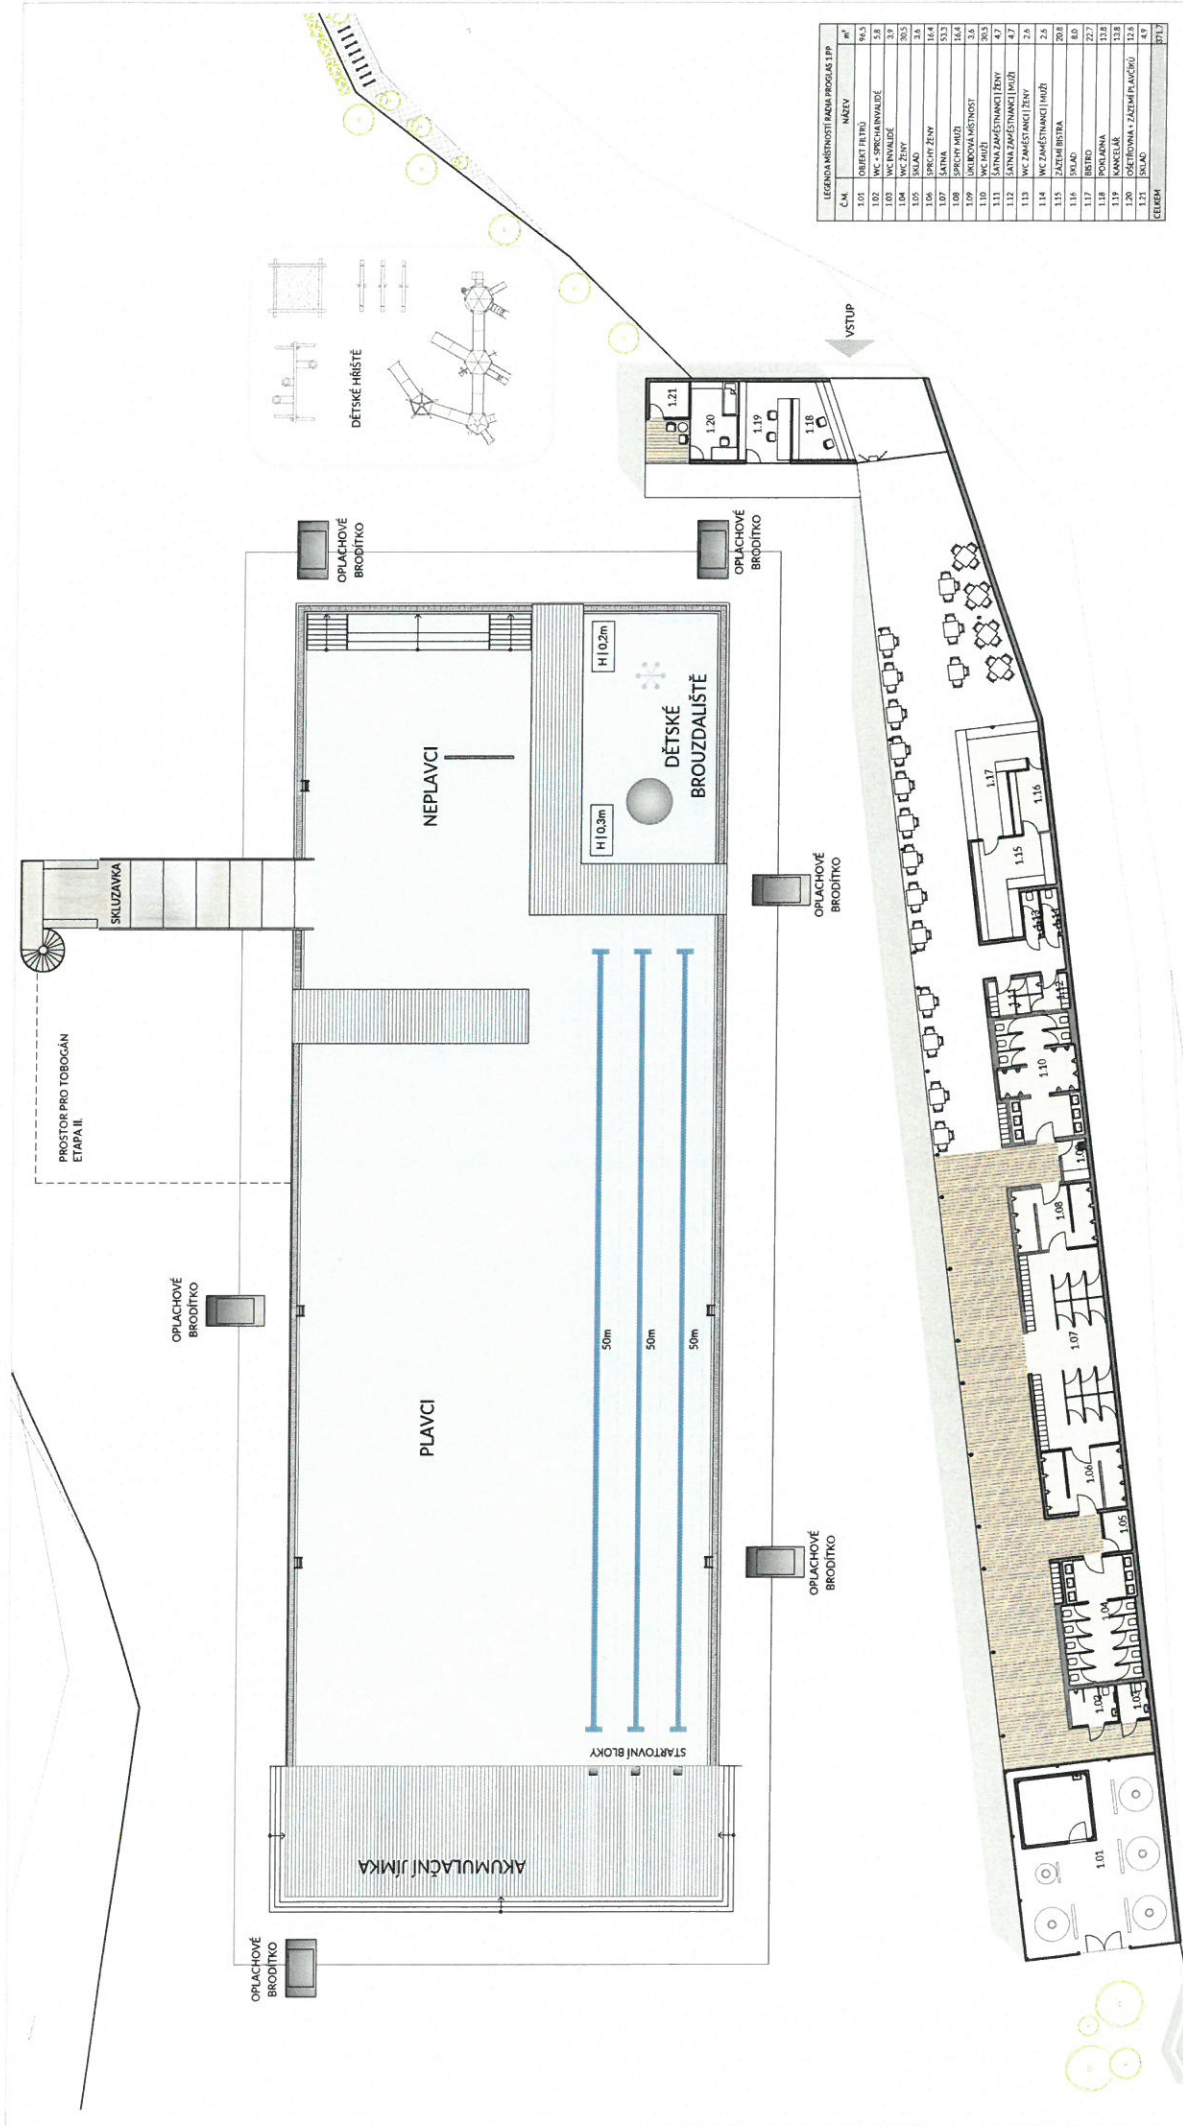 PROSTOR PRO TOBOGÁN
ETAPA II.
SKLUZAVKA
DĚTSKÉ HŘIŠTĚ
OPLACHOVÉ
BRODÍTKO
OPLACHOVÉ
BRODÍTKO
OPLACHOVÉ
BRODÍTKO
AKUMULAČNÍ JÍMKA
PLAVCI
NEPLAVCI
STARTOVNÍ BLOKY
50m
50m
50m
H | 0,3m
H | 0,2m
DĚTSKÉ
BROUZDALIŠTĚ
OPLACHOVÉ
BRODÍTKO
OPLACHOVÉ
BRODÍTKO
OPLACHOVÉ
BRODÍTKO
VSTUP
1.01
1.02
1.03
1.04
1.05
1.06
1.07
1.08
1.09
1.10
1.11
1.12
1.13
1.14
1.15
1.16
1.17
1.18
1.19
1.20
1.21
LEGENDA MÍSTNOSTÍ RADIA PROGLAS 1.PP
Č.M. NÁZEV m²
1.01 OBJEKT FILTRŮ 96.5
1.02 WC + SPRCHA INVALIDÉ 5.8
1.03 WC INVALIDÉ 3.9
1.04 WC ŽENY 30.5
1.05 SKLAD 3.6
1.06 SPRCHY ŽENY 16.4
1.07 ŠATNA 53.3
1.08 SPRCHY MUŽI 16.4
1.09 ÚKLIDOVÁ MÍSTNOST 3.6
1.10 WC MUŽI 30.5
1.11 ŠATNA ZAMĚSTNANCI | ŽENY 4.7
1.12 ŠATNA ZAMĚSTNANCI | MUŽI 4.7
1.13 WC ZAMĚSTANCI | ŽENY 2.6
1.14 WC ZAMĚSTNANCI | MUŽI 2.6
1.15 ZÁZEMÍ BISTRA 20.8
1.16 SKLAD 8.0
1.17 BISTRO 22.7
1.18 POKLADNA 13.8
1.19 KANCELÁŘ 13.8
1.20 OŠETŘOVNA + ZÁZEMÍ PLAVČÍKŮ 12.6
1.21 SKLAD 4.9
CELKEM 371.7